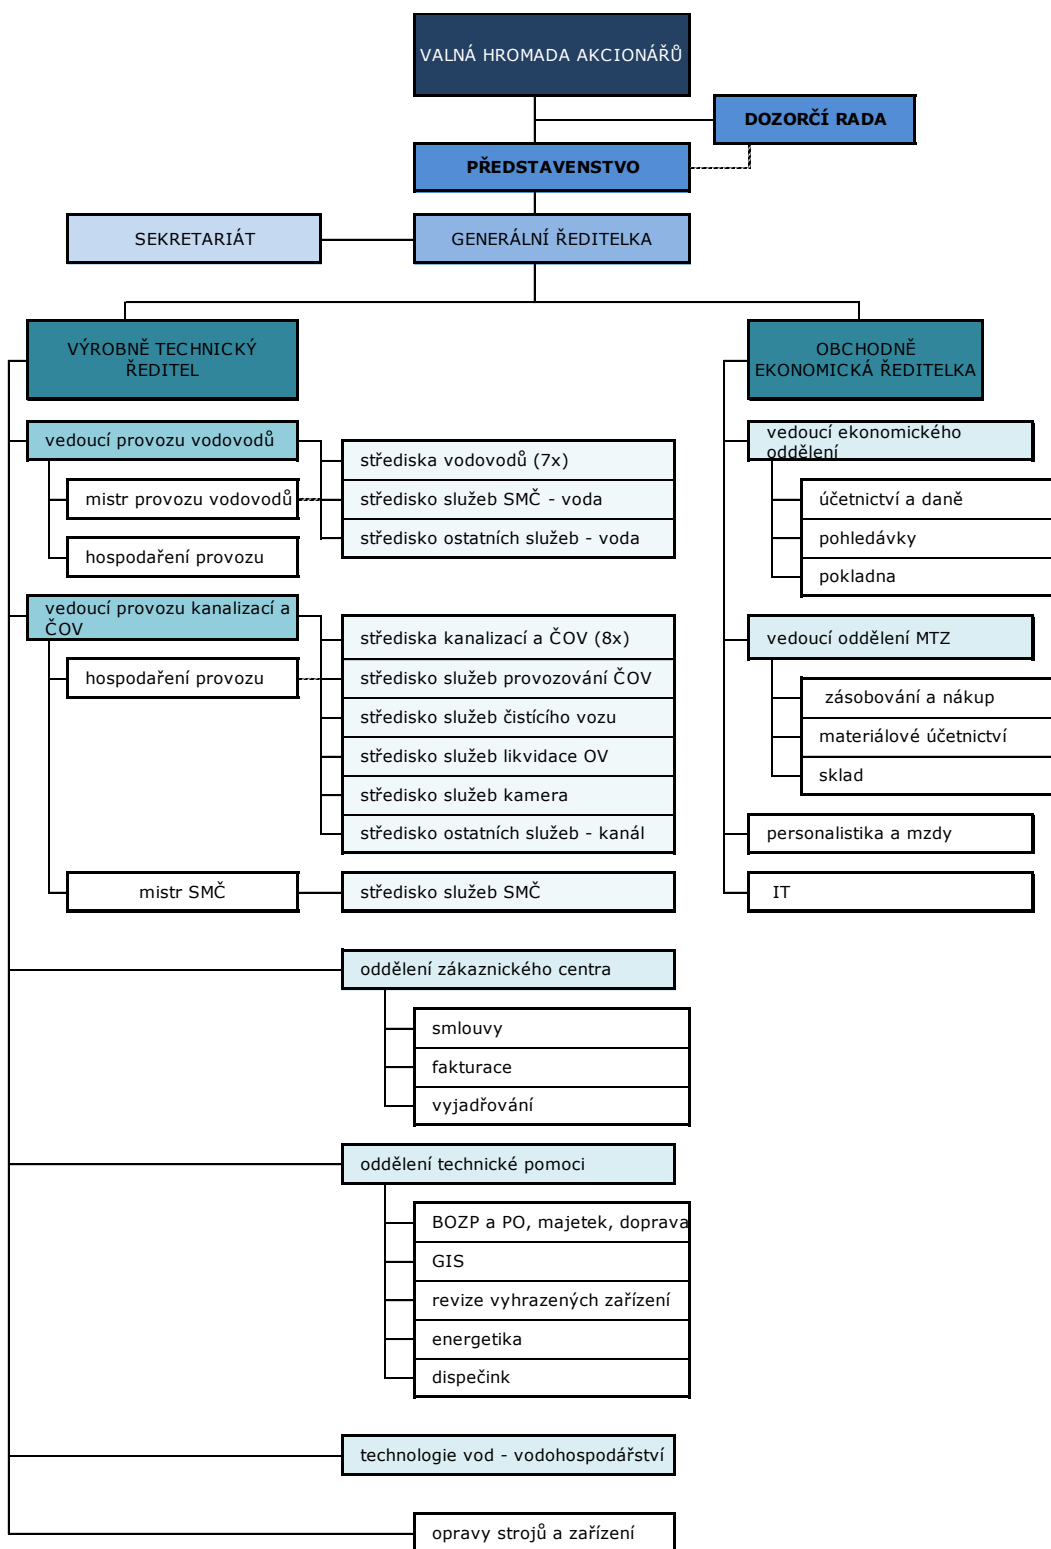 VALNÁ HROMADA AKCIONÁŘŮ
DOZORČÍ RADA
PŘEDSTAVENSTVO
SEKRETARIÁT
GENERÁLNÍ ŘEDITELKA
VÝROBNĚ TECHNICKÝ
ŘEDITEL
OBCHODNĚ
EKONOMICKÁ ŘEDITELKA
vedoucí provozu vodovodů
mistr provozu vodovodů
hospodaření provozu
střediska vodovodů (7x)
středisko služeb SMČ - voda
středisko ostatních služeb - voda
vedoucí provozu kanalizací a
ČOV
hospodaření provozu
střediska kanalizací a ČOV (8x)
středisko služeb provozování ČOV
středisko služeb čistícího vozu
středisko služeb likvidace OV
středisko služeb kamera
středisko ostatních služeb - kanál
mistr SMČ
středisko služeb SMČ
vedoucí ekonomického
oddělení
účetnictví a daně
pohledávky
pokladna
vedoucí oddělení MTZ
zásobování a nákup
materiálové účetnictví
sklad
personalistika a mzdy
IT
oddělení zákaznického centra
smlouvy
fakturace
vyjadřování
oddělení technické pomoci
BOZP a PO, majetek, doprava
GIS
revize vyhrazených zařízení
energetika
dispečink
technologie vod - vodohospodářství
opravy strojů a zařízení